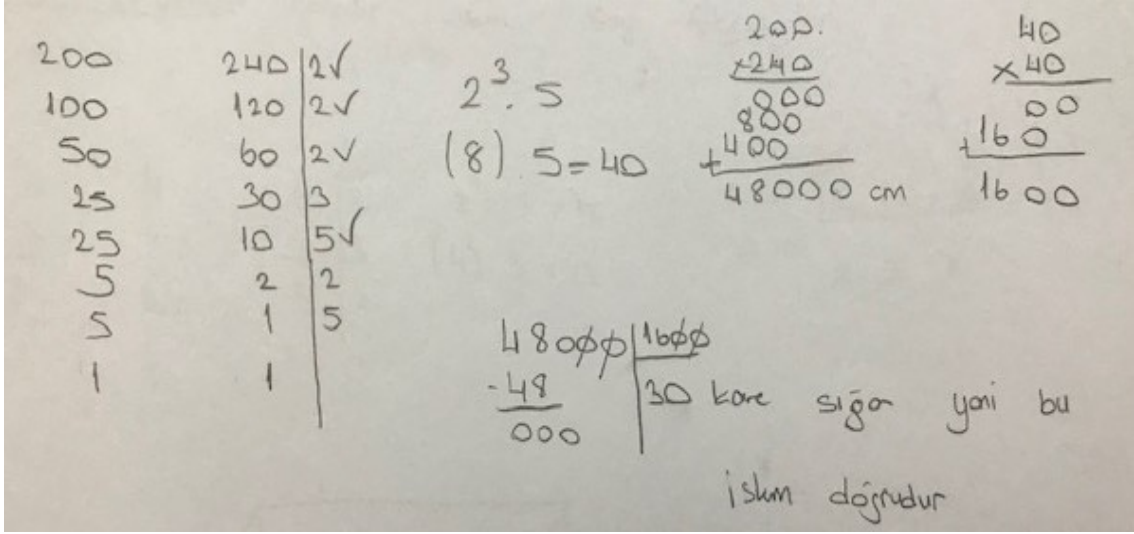 200 240 | 2 ✓
100 120 | 2 ✓
50 60 | 2 ✓
25 30 | 3
25 10 | 5 ✓
5 2 | 2
5 1 | 5
1 1
2³ . 5
(8) . 5 = 40
200.
x240
000
800
+400
48000 cm
40
x 40
00
+160
1600
48000 | 1600
-48 | 30 kare sığar yani bu
000
işlem doğrudur